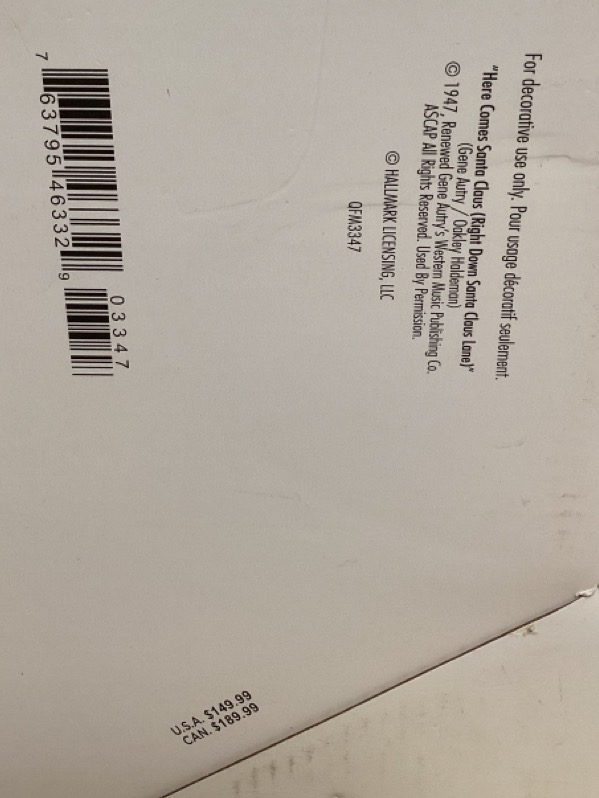 For decorative use only. Pour usage décoratif seulement.
"Here Comes Santa Claus (Right Down Santa Claus Lane)"
(Gene Autry / Oakley Haldeman)
© 1947, Renewed Gene Autry's Western Music Publishing Co.
ASCAP All Rights Reserved. Used By Permission.
© HALLMARK LICENSING, LLC
QFM3347
03347
7 63795 46332 9
U.S.A. $149.99
CAN. $189.99